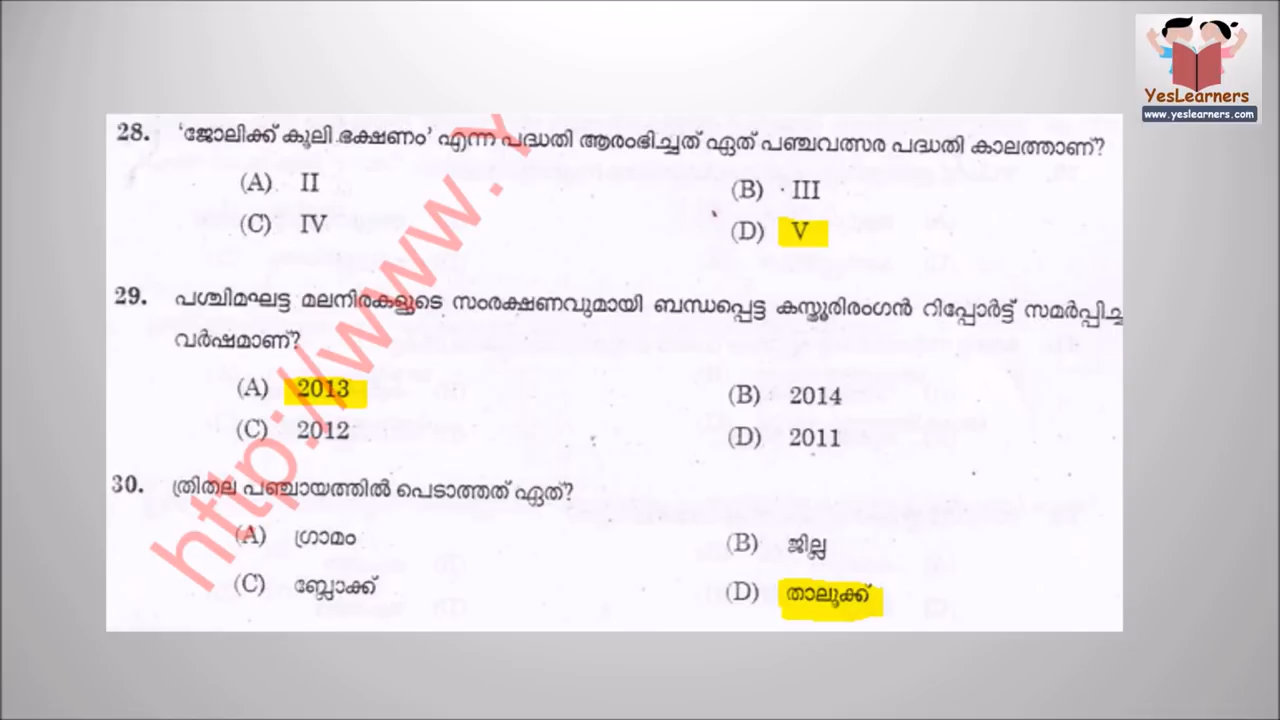 YesLearners
www.yeslearners.com
28. 'ജോലിക്ക് കൂലി ഭക്ഷണം' എന്ന പദ്ധതി ആരംഭിച്ചത് ഏത് പഞ്ചവത്സര പദ്ധതി കാലത്താണ്?
(A) II (B) III
(C) IV (D) V
29. പശ്ചിമഘട്ട മലനിരകളുടെ സംരക്ഷണവുമായി ബന്ധപ്പെട്ട കസ്തൂരിരംഗൻ റിപ്പോർട്ട് സമർപ്പിച്ച
വർഷമാണ്?
(A) 2013 (B) 2014
(C) 2012 (D) 2011
30. ത്രിതല പഞ്ചായത്തിൽ പെടാത്തത് ഏത്?
(A) ഗ്രാമം (B) ജില്ല
(C) ബ്ലോക്ക് (D) താലൂക്ക്
http://www.Y